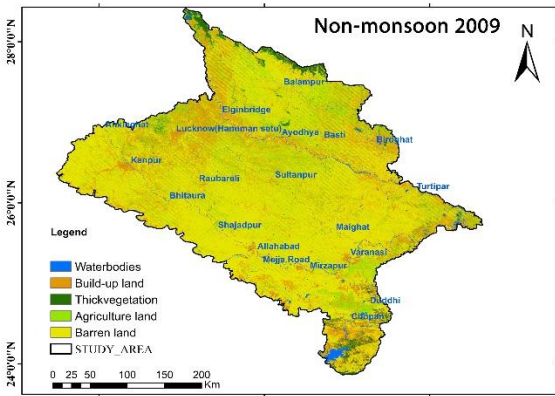 Non-monsoon 2009
N
28°0'0"N
26°0'0"N
24°0'0"N
Balampur
Elginbridge
Ankinghat
Lucknow(Hanuman setu)
Ayodhya
Basti
Birdghat
Kanpur
Raubareli
Sultanpur
Turtipar
Bhitaura
Shajadpur
Maighat
Allahabad
Varanasi
Mejja Road
Mirzapur
Duddhi
Chopan
Legend
Waterbodies
Build-up land
Thickvegetation
Agriculture land
Barren land
STUDY_AREA
0 25 50 100 150 200
Km